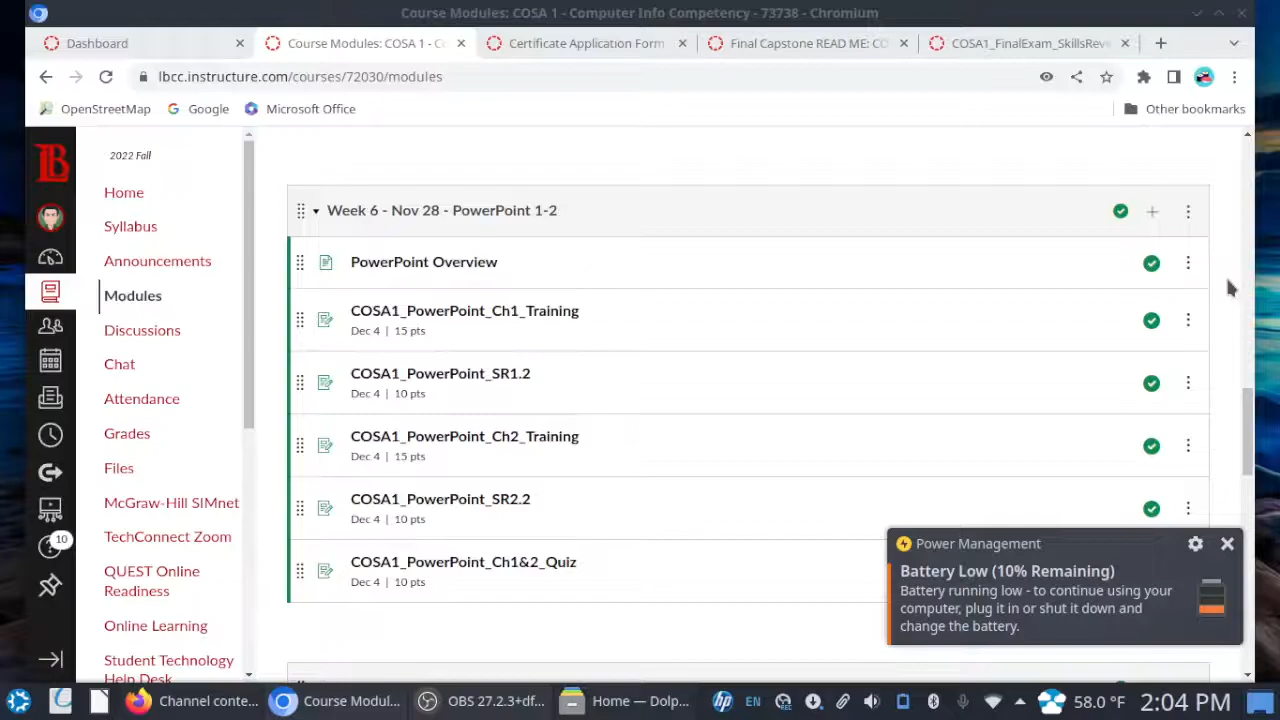 Course Modules: COSA 1 - Computer Info Competency - 73738 - Chromium
Dashboard
Course Modules: COSA 1 - C
Certificate Application Form
Final Capstone READ ME: CO
COSA1_FinalExam_SkillsReve
lbcc.instructure.com/courses/72030/modules
OpenStreetMap
Google
Microsoft Office
Other bookmarks
LB
2022 Fall
Home
Syllabus
Announcements
Modules
Discussions
Chat
Attendance
Grades
Files
McGraw-Hill SIMnet
TechConnect Zoom
QUEST Online
Readiness
Online Learning
Student Technology
Help Desk
10
Week 6 - Nov 28 - PowerPoint 1-2
PowerPoint Overview
COSA1_PowerPoint_Ch1_Training
Dec 4 | 15 pts
COSA1_PowerPoint_SR1.2
Dec 4 | 10 pts
COSA1_PowerPoint_Ch2_Training
Dec 4 | 15 pts
COSA1_PowerPoint_SR2.2
Dec 4 | 10 pts
COSA1_PowerPoint_Ch1&2_Quiz
Dec 4 | 10 pts
Power Management
Battery Low (10% Remaining)
Battery running low - to continue using your
computer, plug it in or shut it down and
change the battery.
Channel conte...
Course Modul...
OBS 27.2.3+df...
Home — Dolp...
hp
EN
58.0 °F
2:04 PM